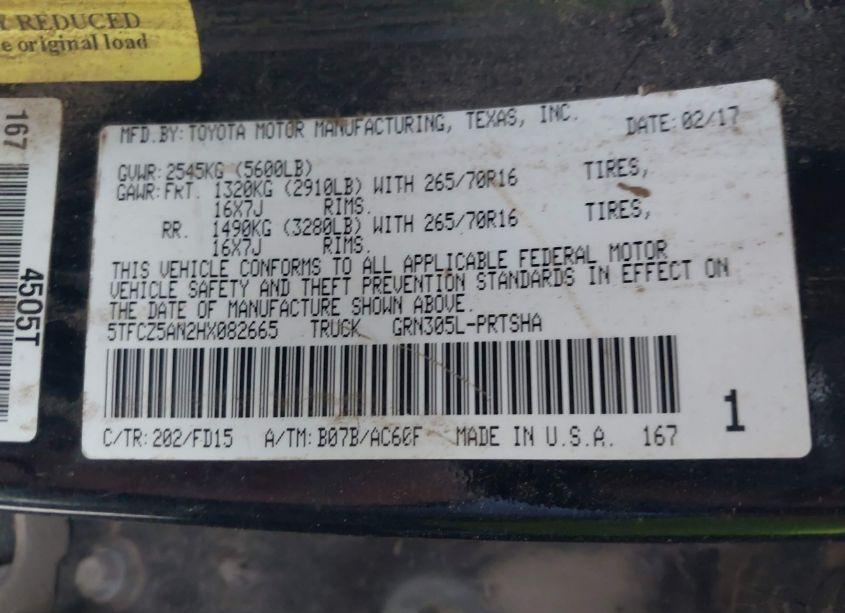 REDUCED
e original load
167
4505T
MFD.BY: TOYOTA MOTOR MANUFACTURING, TEXAS, INC. DATE: 02/17
GVWR: 2545KG (5600LB)
GAWR: FRT. 1320KG (2910LB) WITH 265/70R16 TIRES,
16X7J RIMS.
RR. 1490KG (3280LB) WITH 265/70R16 TIRES,
16X7J RIMS.
THIS VEHICLE CONFORMS TO ALL APPLICABLE FEDERAL MOTOR
VEHICLE SAFETY AND THEFT PREVENTION STANDARDS IN EFFECT ON
THE DATE OF MANUFACTURE SHOWN ABOVE.
5TFCZ5AN2HX082665 TRUCK GRN305L-PRTSHA
1
C/TR: 202/FD15 A/TM: B07B/AC60F MADE IN U.S.A. 167